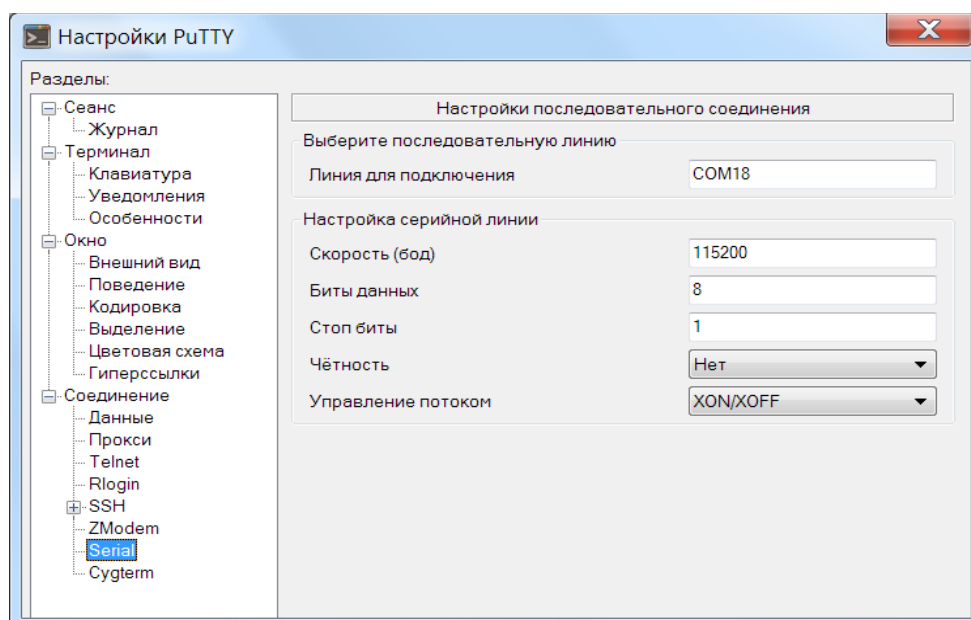 Настройки PuTTY
Разделы:
Сеанс
Журнал
Терминал
Клавиатура
Уведомления
Особенности
Окно
Внешний вид
Поведение
Кодировка
Выделение
Цветовая схема
Гиперссылки
Соединение
Данные
Прокси
Telnet
Rlogin
SSH
ZModem
Serial
Cygterm
Настройки последовательного соединения
Выберите последовательную линию
Линия для подключения COM18
Настройка серийной линии
Скорость (бод) 115200
Биты данных 8
Стоп биты 1
Чётность Нет
Управление потоком XON/XOFF